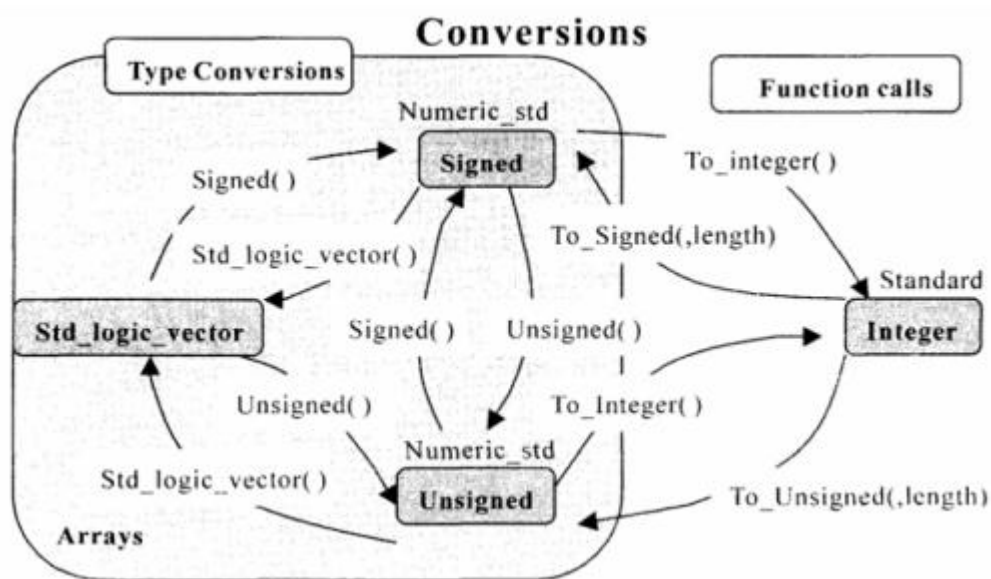 Conversions
Type Conversions
Function calls
Numeric_std
Signed
To_integer( )
Signed( )
Std_logic_vector( )
To_Signed(,length)
Standard
Std_logic_vector
Signed( )
Unsigned( )
Integer
Unsigned( )
To_Integer( )
Numeric_std
Std_logic_vector( )
Unsigned
To_Unsigned(,length)
Arrays